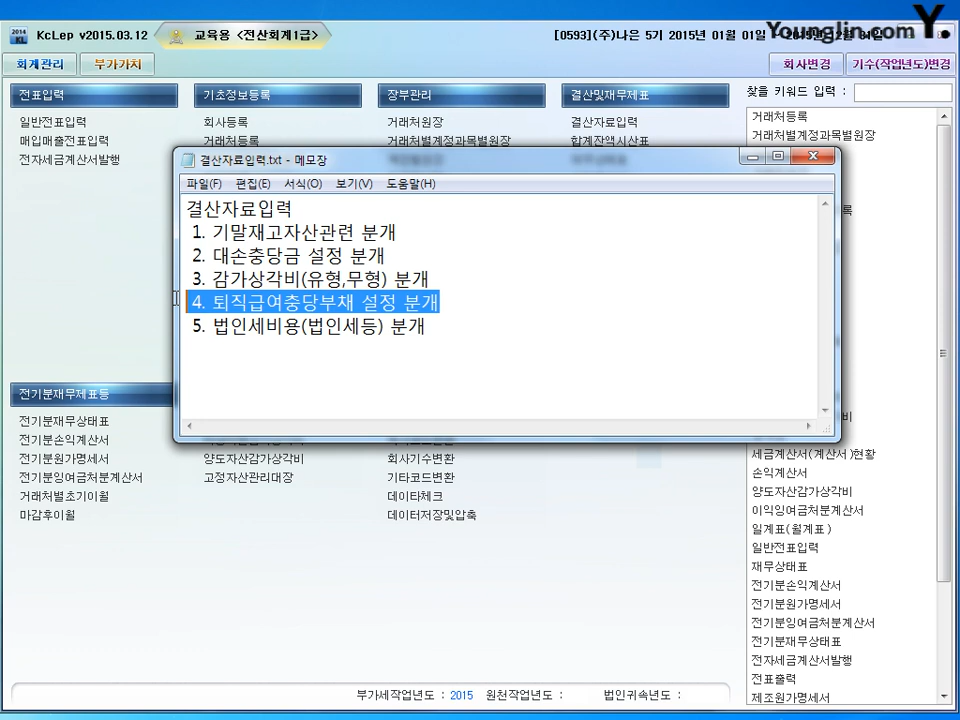 Younglin.com Y.
KcLep v2015.03.12
교육용 <전산회계1급>
[0593](주)나은 5기 2015년 01월 01일 ~ 2015년 12월 31일
회계관리
부가가치
회사변경
기수(작업년도)변경
전표입력
일반전표입력
매입매출전표입력
전자세금계산서발행
기초정보등록
회사등록
거래처등록
장부관리
거래처원장
거래처별계정과목별원장
결산및재무제표
결산자료입력
합계잔액시산표
찾을 키워드 입력 :
거래처등록
거래처별계정과목별원장
결산자료입력.txt - 메모장
파일(F) 편집(E) 서식(O) 보기(V) 도움말(H)
결산자료입력
1. 기말재고자산관련 분개
2. 대손충당금 설정 분개
3. 감가상각비(유형,무형) 분개
4. 퇴직급여충당부채 설정 분개
5. 법인세비용(법인세등) 분개
전기분재무제표등
전기분재무상태표
전기분손익계산서
전기분원가명세서
전기분잉여금처분계산서
거래처별초기이월
마감후이월
양도자산감가상각비
고정자산관리대장
회사기수변환
기타코드변환
데이타체크
데이터저장및압축
세금계산서(계산서)현황
손익계산서
양도자산감가상각비
이익잉여금처분계산서
일계표(월계표)
일반전표입력
재무상태표
전기분손익계산서
전기분원가명세서
전기분잉여금처분계산서
전기분재무상태표
전자세금계산서발행
전표출력
제조원가명세서
부가세작업년도 : 2015 원천작업년도 : 법인귀속년도 :